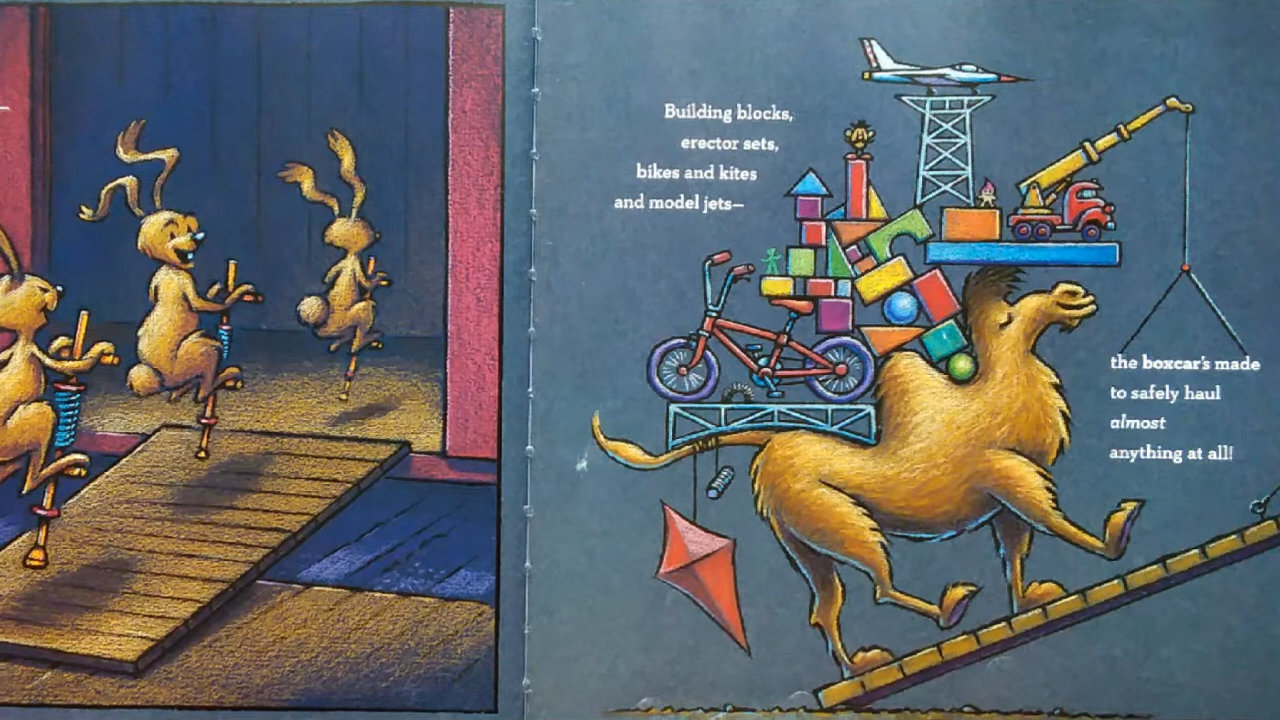 Building blocks,
erector sets,
bikes and kites
and model jets—
the boxcar's made
to safely haul
almost
anything at all!